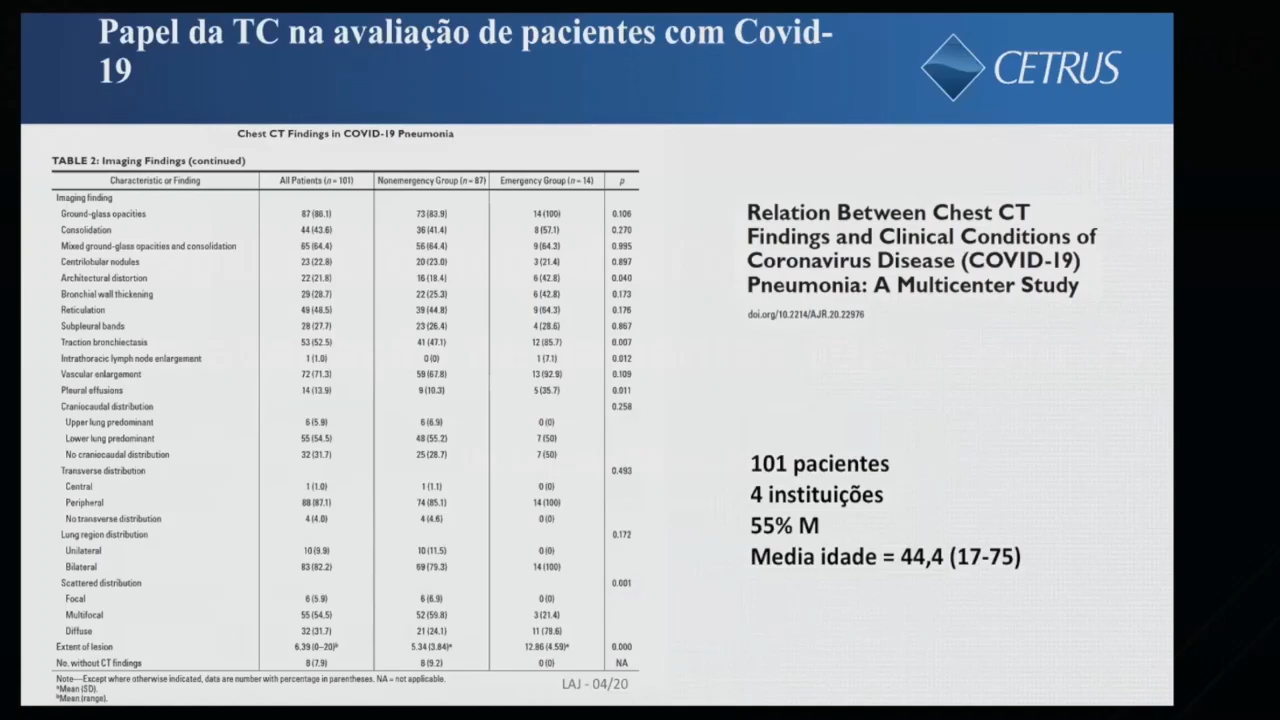 Papel da TC na avaliação de pacientes com Covid-
19
CETRUS
Chest CT Findings in COVID-19 Pneumonia
TABLE 2: Imaging Findings (continued)
Characteristic or Finding All Patients (n = 101) Nonemergency Group (n = 87) Emergency Group (n = 14) p
Imaging finding
Ground-glass opacities 87 (86.1) 73 (83.9) 14 (100) 0.106
Consolidation 44 (43.6) 36 (41.4) 8 (57.1) 0.270
Mixed ground-glass opacities and consolidation 65 (64.4) 56 (64.4) 9 (64.3) 0.995
Centrilobular nodules 23 (22.8) 20 (23.0) 3 (21.4) 0.897
Architectural distortion 22 (21.8) 16 (18.4) 6 (42.8) 0.040
Bronchial wall thickening 29 (28.7) 22 (25.3) 6 (42.8) 0.173
Reticulation 49 (48.5) 39 (44.8) 9 (64.3) 0.176
Subpleural bands 28 (27.7) 23 (26.4) 4 (28.6) 0.867
Traction bronchiectasis 53 (52.5) 41 (47.1) 12 (85.7) 0.007
Intrathoracic lymph node enlargement 1 (1.0) 0 (0) 1 (7.1) 0.012
Vascular enlargement 72 (71.3) 59 (67.8) 13 (92.9) 0.109
Pleural effusions 14 (13.9) 9 (10.3) 5 (35.7) 0.011
Craniocaudal distribution 0.258
Upper lung predominant 6 (5.9) 6 (6.9) 0 (0)
Lower lung predominant 55 (54.5) 48 (55.2) 7 (50)
No craniocaudal distribution 32 (31.7) 25 (28.7) 7 (50)
Transverse distribution 0.493
Central 1 (1.0) 1 (1.1) 0 (0)
Peripheral 88 (87.1) 74 (85.1) 14 (100)
No transverse distribution 4 (4.0) 4 (4.6) 0 (0)
Lung region distribution 0.172
Unilateral 10 (9.9) 10 (11.5) 0 (0)
Bilateral 83 (82.2) 69 (79.3) 14 (100)
Scattered distribution 0.001
Focal 6 (5.9) 6 (6.9) 0 (0)
Multifocal 55 (54.5) 52 (59.8) 3 (21.4)
Diffuse 32 (31.7) 21 (24.1) 11 (78.6)
Extent of lesion 6.39 (0–20)ᵇ 5.34 (3.84)ᵃ 12.86 (4.59)ᵃ 0.000
No. without CT findings 8 (7.9) 8 (9.2) 0 (0) NA
Note—Except where otherwise indicated, data are number with percentage in parentheses. NA = not applicable.
ᵃMean (SD).
ᵇMean (range).
LAJ - 04/20
Relation Between Chest CT
Findings and Clinical Conditions of
Coronavirus Disease (COVID-19)
Pneumonia: A Multicenter Study
doi.org/10.2214/AJR.20.22976
101 pacientes
4 instituições
55% M
Media idade = 44,4 (17-75)